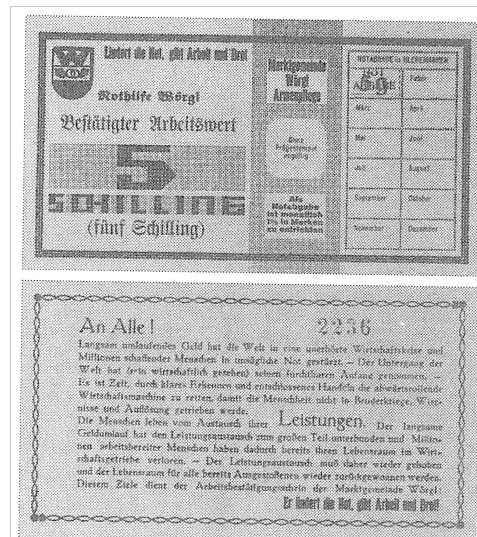 Lindert die Not, gibt Arbeit und Brot
Nothilfe Wörgl
Bestätigter Arbeitswert
5
SCHILLING
(fünf Schilling)
Marktgemeinde
Wörgl
Armenpflege
Ohne
ungültig
Als
Notabgabe
ist monatlich
1% in Marken
zu entrichten
NOTABGABE in KLEBEMARKEN
NOT
ABGABE
Feber
März
April
Mai
Juni
Juli
August
September
Oktober
November
Dezember
An Alle!
2256
Langsam umlaufendes Geld hat die Welt in eine unerhörte Wirtschaftskrise und
Millionen schaffender Menschen in unsägliche Not gestürzt. — Der Untergang der
Welt hat (rein wirtschaftlich gesehen) seinen furchtbaren Anfang genommen. —
Es ist Zeit, durch klares Erkennen und entschlossenes Handeln die abwärtsrollende
Wirtschaftsmaschine zu retten, damit die Menschheit nicht in Bruderkriege, Wirr-
nisse und Auflösung getrieben werde.
Die Menschen leben vom Austausch ihrer Leistungen. Der langsame
Geldumlauf hat den Leistungsaustausch zum großen Teil unterbunden und Millio-
nen arbeitsbereiter Menschen haben dadurch bereits ihren Lebensraum im Wirt-
schaftsgetriebe verloren. — Der Leistungsaustausch muß daher wieder gehoben
und der Lebensraum für alle bereits Ausgestoßenen wieder zurückgewonnen werden.
Diesem Ziele dient der Arbeitsbestätigungsschein der Marktgemeinde Wörgl:
Er lindert die Not, gibt Arbeit und Brot!